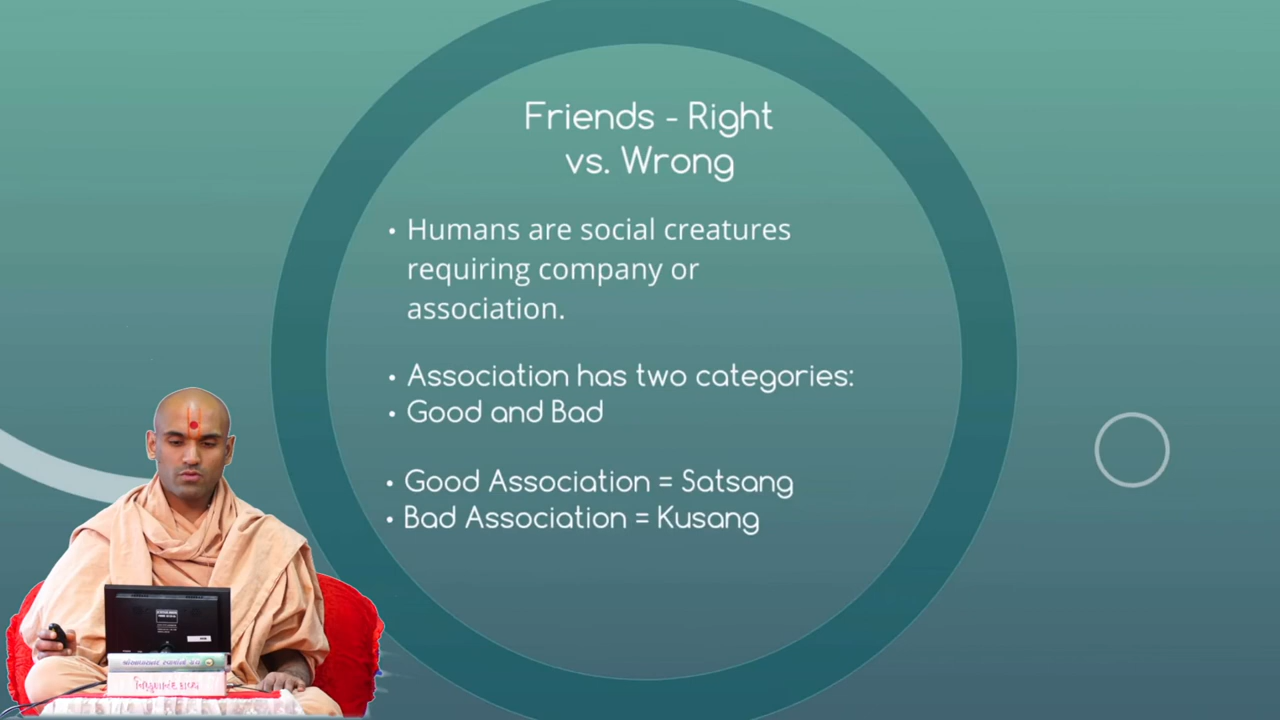 Friends - Right
vs. Wrong
• Humans are social creatures
requiring company or
association.
• Association has two categories:
• Good and Bad
• Good Association = Satsang
• Bad Association = Kusang